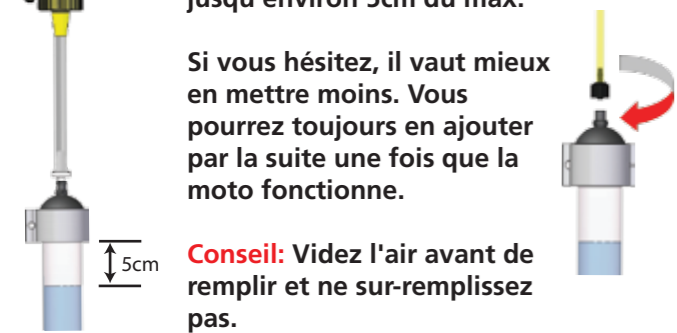 jusqu'environ 5cm du max.
Si vous hésitez, il vaut mieux
en mettre moins. Vous
pourrez toujours en ajouter
par la suite une fois que la
moto fonctionne.
5cm
Conseil: Videz l'air avant de
remplir et ne sur-remplissez
pas.